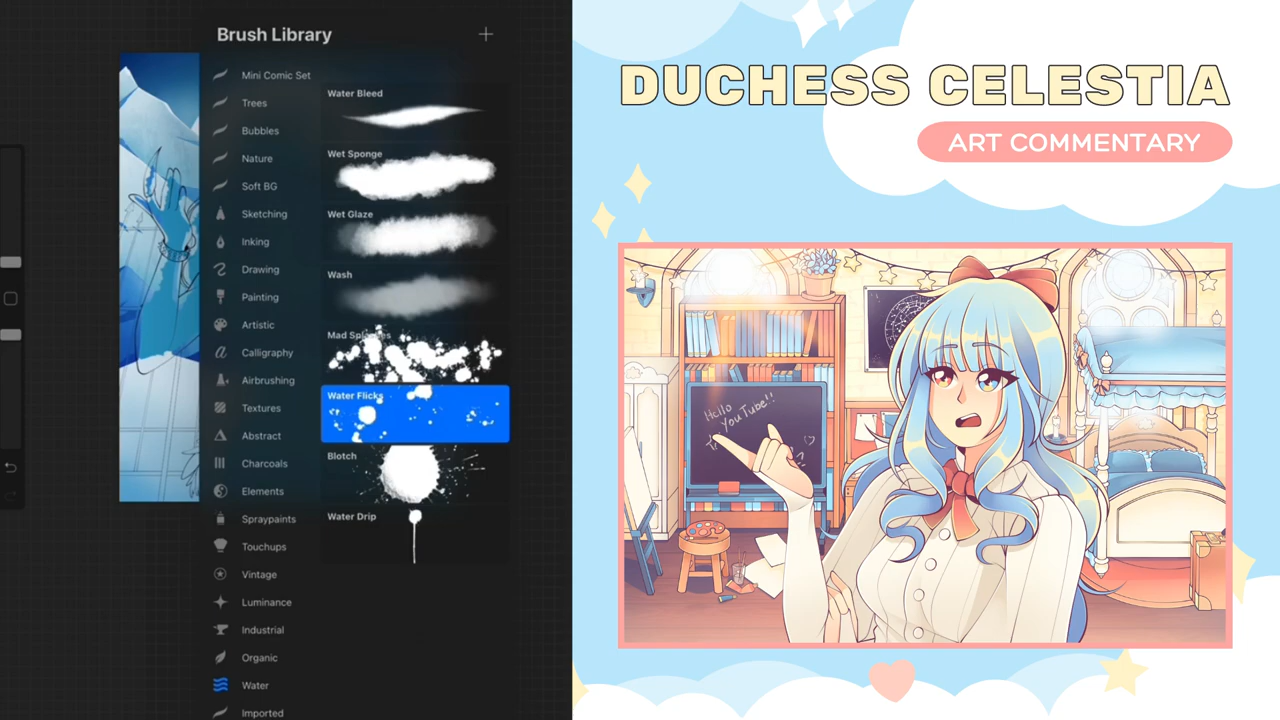 Brush Library
Mini Comic Set
Trees
Bubbles
Nature
Soft BG
Sketching
Inking
Drawing
Painting
Artistic
Calligraphy
Airbrushing
Textures
Abstract
Charcoals
Elements
Spraypaints
Touchups
Vintage
Luminance
Industrial
Organic
Water
Imported
Water Bleed
Wet Sponge
Wet Glaze
Wash
Mad Splashes
Water Flicks
Blotch
Water Drip
DUCHESS CELESTIA
ART COMMENTARY
Hello
YouTube!!